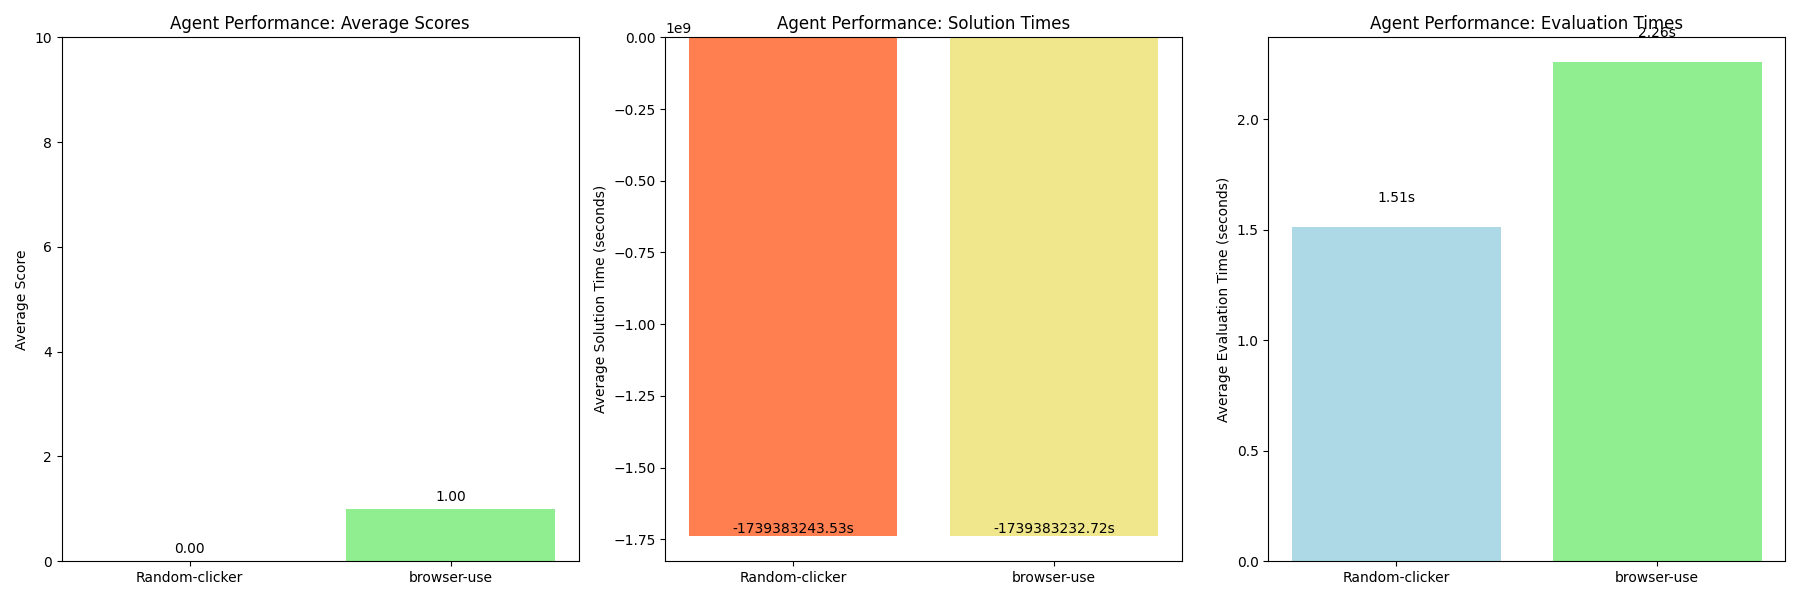 Agent Performance: Average Scores
Average Score
10
8
6
4
2
0
0.00
1.00
Random-clicker
browser-use
Agent Performance: Solution Times
1e9
Average Solution Time (seconds)
0.00
−0.25
−0.50
−0.75
−1.00
−1.25
−1.50
−1.75
-1739383243.53s
-1739383232.72s
Random-clicker
browser-use
Agent Performance: Evaluation Times
Average Evaluation Time (seconds)
2.0
1.5
1.0
0.5
0.0
1.51s
2.26s
Random-clicker
browser-use